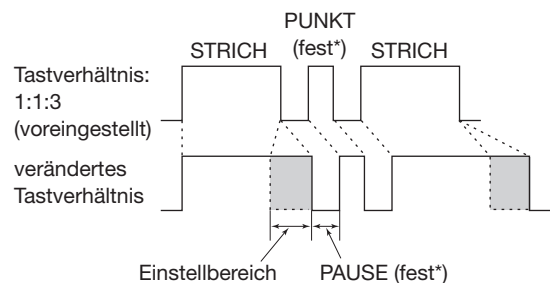 PUNKT
(fest*)
STRICH
STRICH
Tastverhältnis:
1:1:3
(voreingestellt)
verändertes
Tastverhältnis
Einstellbereich
PAUSE (fest*)